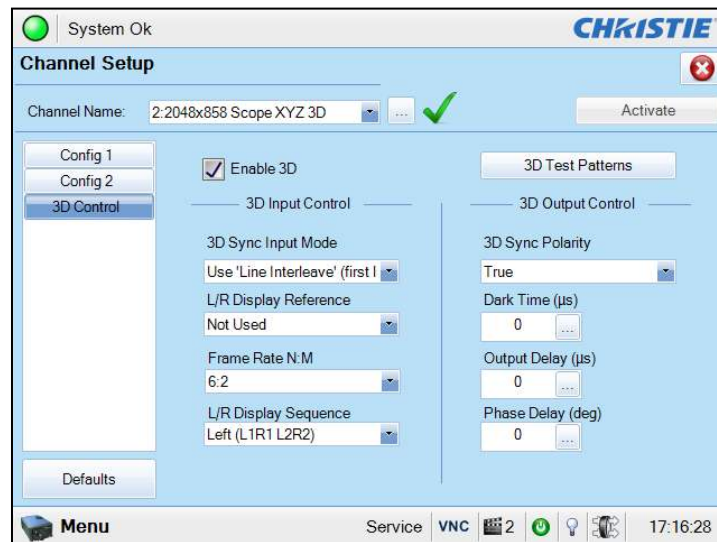 System Ok
CHRISTIE
Channel Setup
Channel Name: 2:2048x858 Scope XYZ 3D ... Activate
Config 1
Config 2
3D Control
Enable 3D
3D Test Patterns
3D Input Control
3D Sync Input Mode
Use 'Line Interleave' (first l
L/R Display Reference
Not Used
Frame Rate N:M
6:2
L/R Display Sequence
Left (L1R1 L2R2)
3D Output Control
3D Sync Polarity
True
Dark Time (µs)
0 ...
Output Delay (µs)
0 ...
Phase Delay (deg)
0 ...
Defaults
Menu Service VNC 2 17:16:28